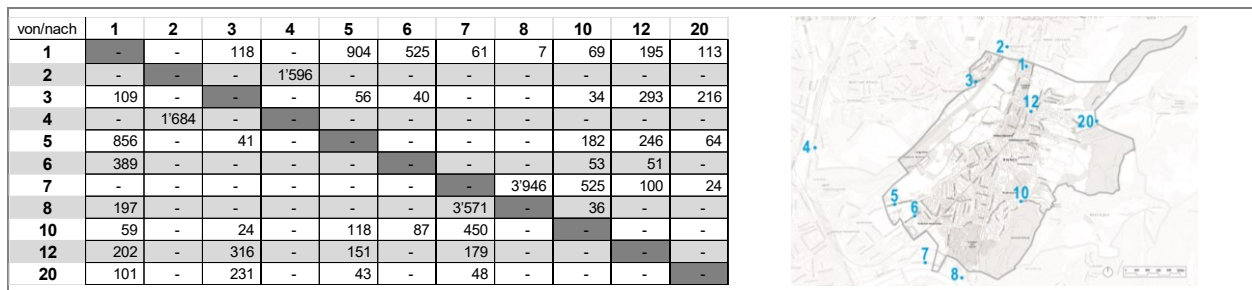 von/nach 1 2 3 4 5 6 7 8 10 12 20
1 - - 118 - 904 525 61 7 69 195 113
2 - - - 1'596 - - - - - - -
3 109 - - - 56 40 - - 34 293 216
4 - 1'684 - - - - - - - - -
5 856 - 41 - - - - - 182 246 64
6 389 - - - - - - - 53 51 -
7 - - - - - - - 3'946 525 100 24
8 197 - - - - - 3'571 - 36 - -
10 59 - 24 - 118 87 450 - - - -
12 202 - 316 - 151 - 179 - - - -
20 101 - 231 - 43 - 48 - - - -
2
1
3
12
20
4
5
6
10
7
8